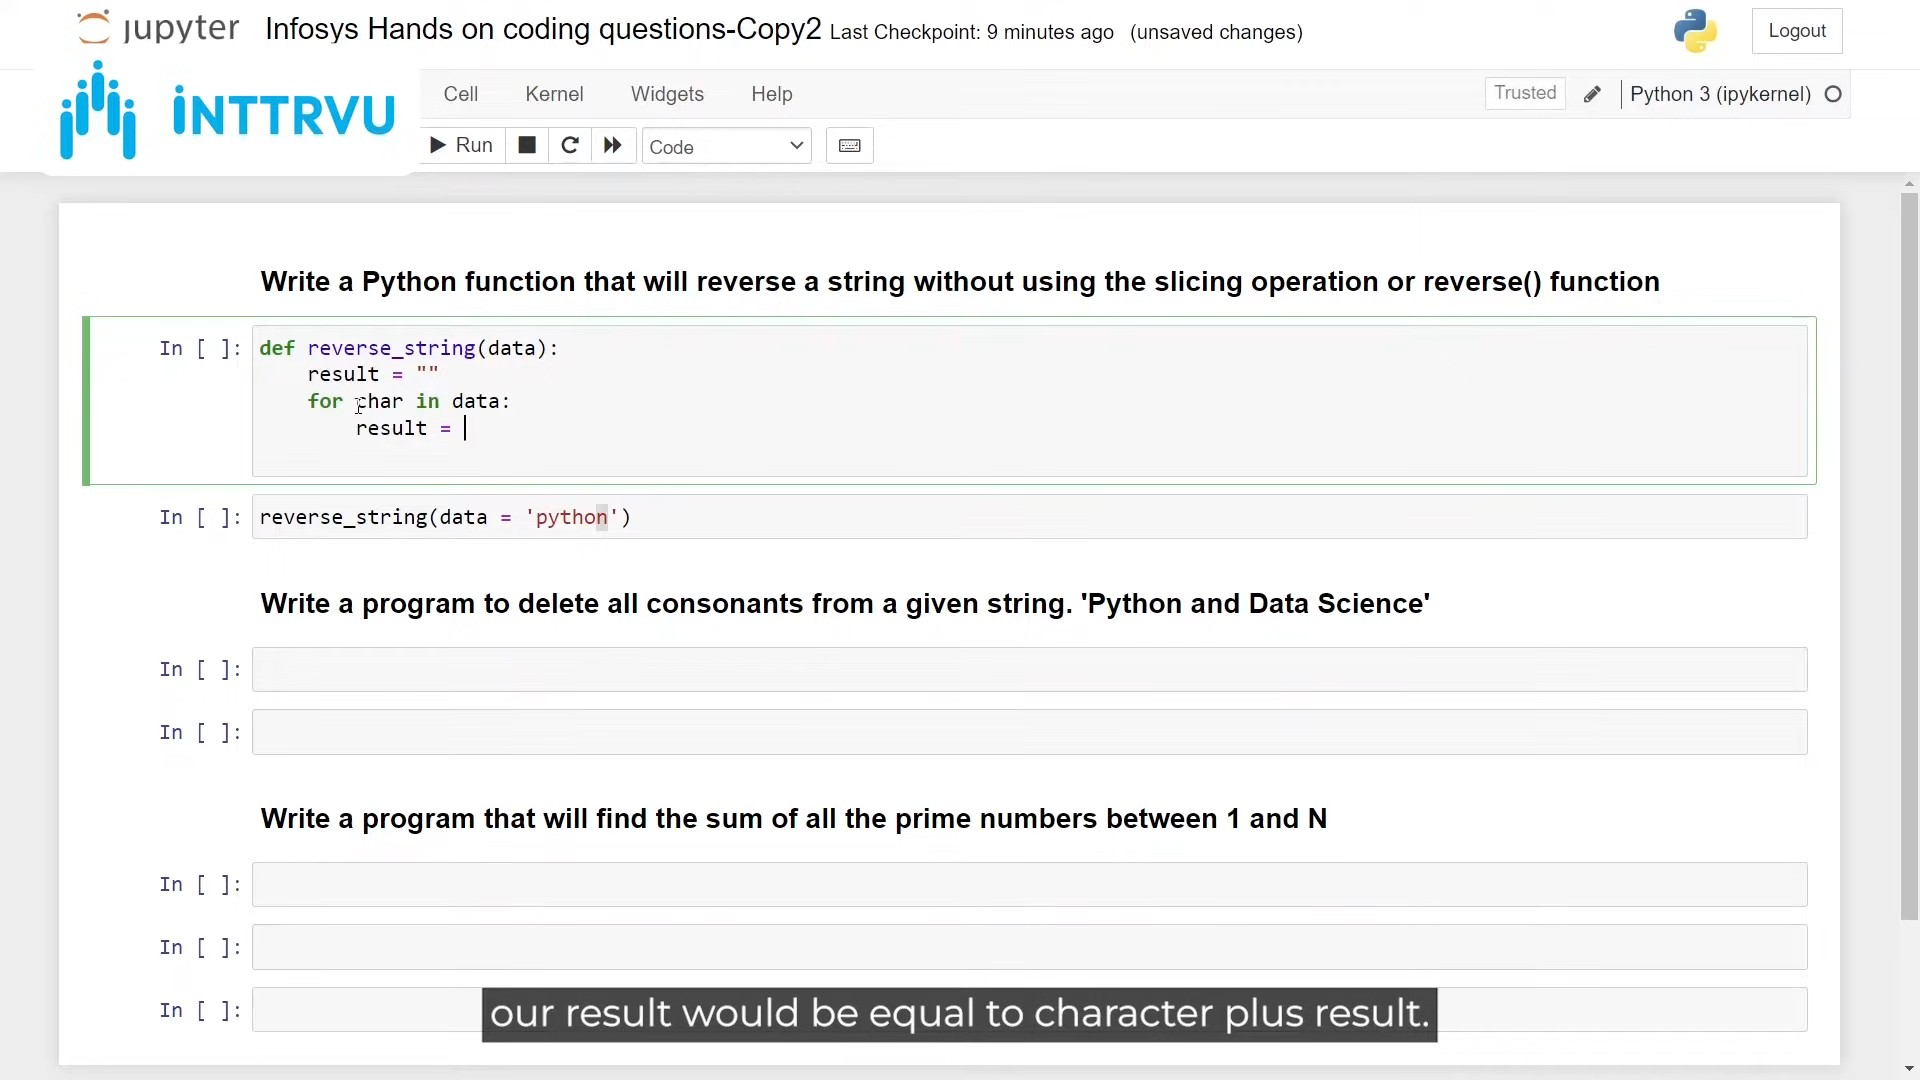 jupyter Infosys Hands on coding questions-Copy2 Last Checkpoint: 9 minutes ago (unsaved changes) Logout
INTTRVU
Cell Kernel Widgets Help Trusted Python 3 (ipykernel)
Run Code
Write a Python function that will reverse a string without using the slicing operation or reverse() function
In [ ]: def reverse_string(data):
    result = ""
    for char in data:
        result =
In [ ]: reverse_string(data = 'python')
Write a program to delete all consonants from a given string. 'Python and Data Science'
In [ ]:
In [ ]:
Write a program that will find the sum of all the prime numbers between 1 and N
In [ ]:
In [ ]:
In [ ]:
our result would be equal to character plus result.